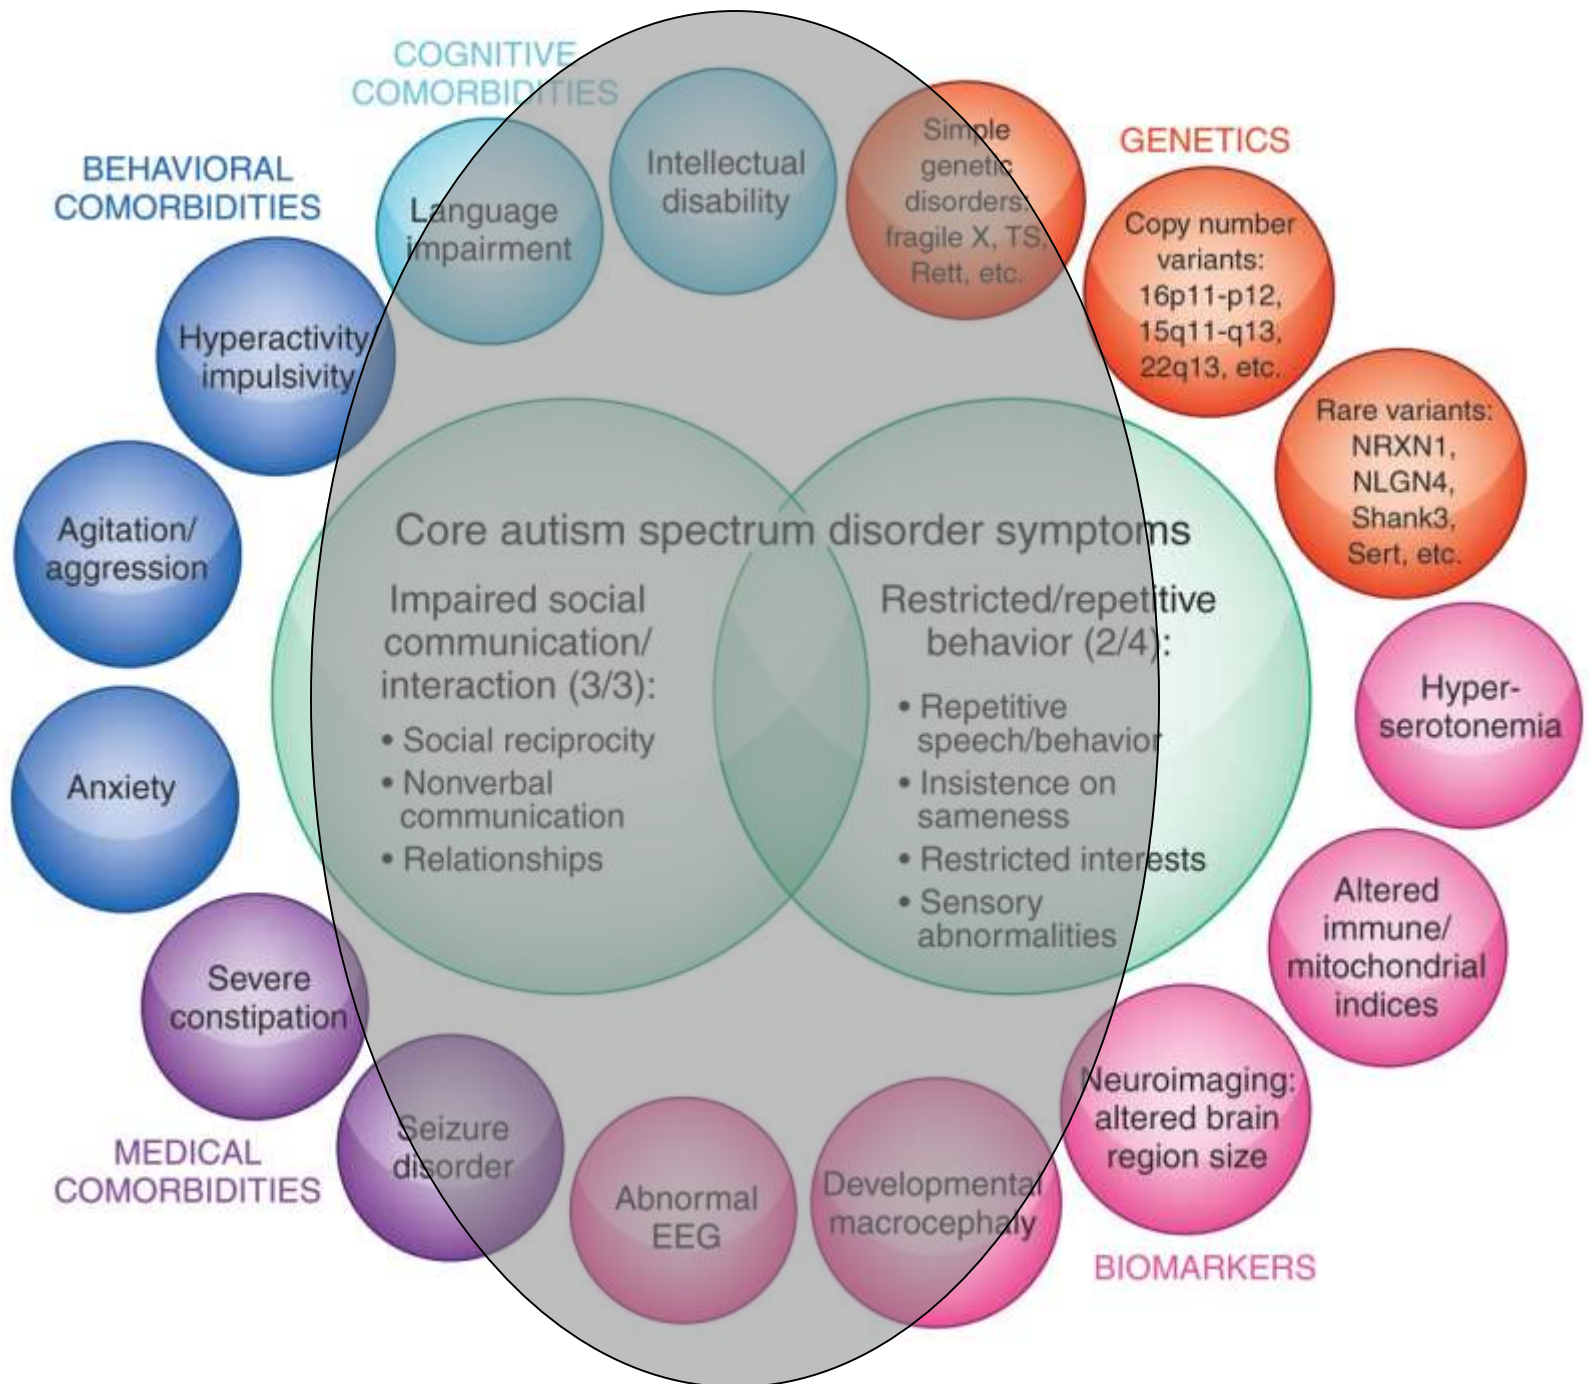 COGNITIVE
COMORBIDITIES
BEHAVIORAL
COMORBIDITIES
GENETICS
Language
impairment
Intellectual
disability
Simple
genetic
disorders:
fragile X, TS,
Rett, etc.
Copy number
variants:
16p11-p12,
15q11-q13,
22q13, etc.
Hyperactivity
impulsivity
Rare variants:
NRXN1,
NLGN4,
Shank3,
Sert, etc.
Agitation/
aggression
Core autism spectrum disorder symptoms
Impaired social
communication/
interaction (3/3):
• Social reciprocity
• Nonverbal
communication
• Relationships
Restricted/repetitive
behavior (2/4):
• Repetitive
speech/behavior
• Insistence on
sameness
• Restricted interests
• Sensory
abnormalities
Hyper-
serotonemia
Anxiety
Altered
immune/
mitochondrial
indices
Severe
constipation
Neuroimaging:
altered brain
region size
Seizure
disorder
Abnormal
EEG
Developmental
macrocephaly
MEDICAL
COMORBIDITIES
BIOMARKERS